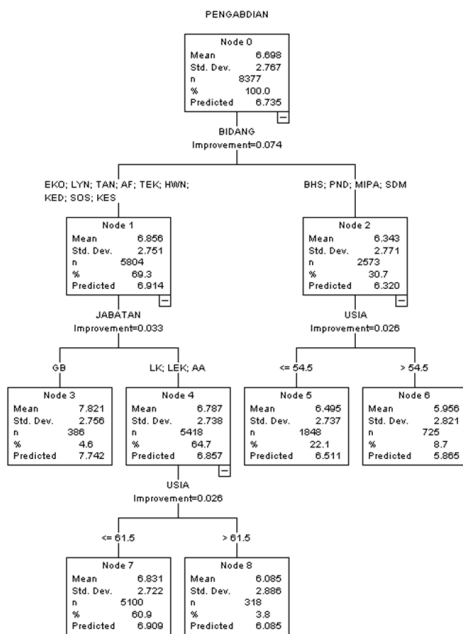 PENGABDIAN
Node 0
Mean 6.698
Std. Dev. 2.767
n 8377
% 100.0
Predicted 6.735
BIDANG
Improvement=0.074
EKO; LYN; TAN; AF; TEK; HWN;
KED; SOS; KES
BHS; PND; MIPA; SDM
Node 1
Mean 6.856
Std. Dev. 2.751
n 5804
% 69.3
Predicted 6.914
Node 2
Mean 6.343
Std. Dev. 2.771
n 2573
% 30.7
Predicted 6.320
JABATAN
Improvement=0.033
USIA
Improvement=0.026
GB
LK; LEK; AA
<= 54.5
> 54.5
Node 3
Mean 7.821
Std. Dev. 2.756
n 386
% 4.6
Predicted 7.742
Node 4
Mean 6.787
Std. Dev. 2.738
n 5418
% 64.7
Predicted 6.857
Node 5
Mean 6.495
Std. Dev. 2.737
n 1848
% 22.1
Predicted 6.511
Node 6
Mean 5.956
Std. Dev. 2.821
n 725
% 8.7
Predicted 5.865
USIA
Improvement=0.026
<= 61.5
> 61.5
Node 7
Mean 6.831
Std. Dev. 2.722
n 5100
% 60.9
Predicted 6.909
Node 8
Mean 6.085
Std. Dev. 2.886
n 318
% 3.8
Predicted 6.085